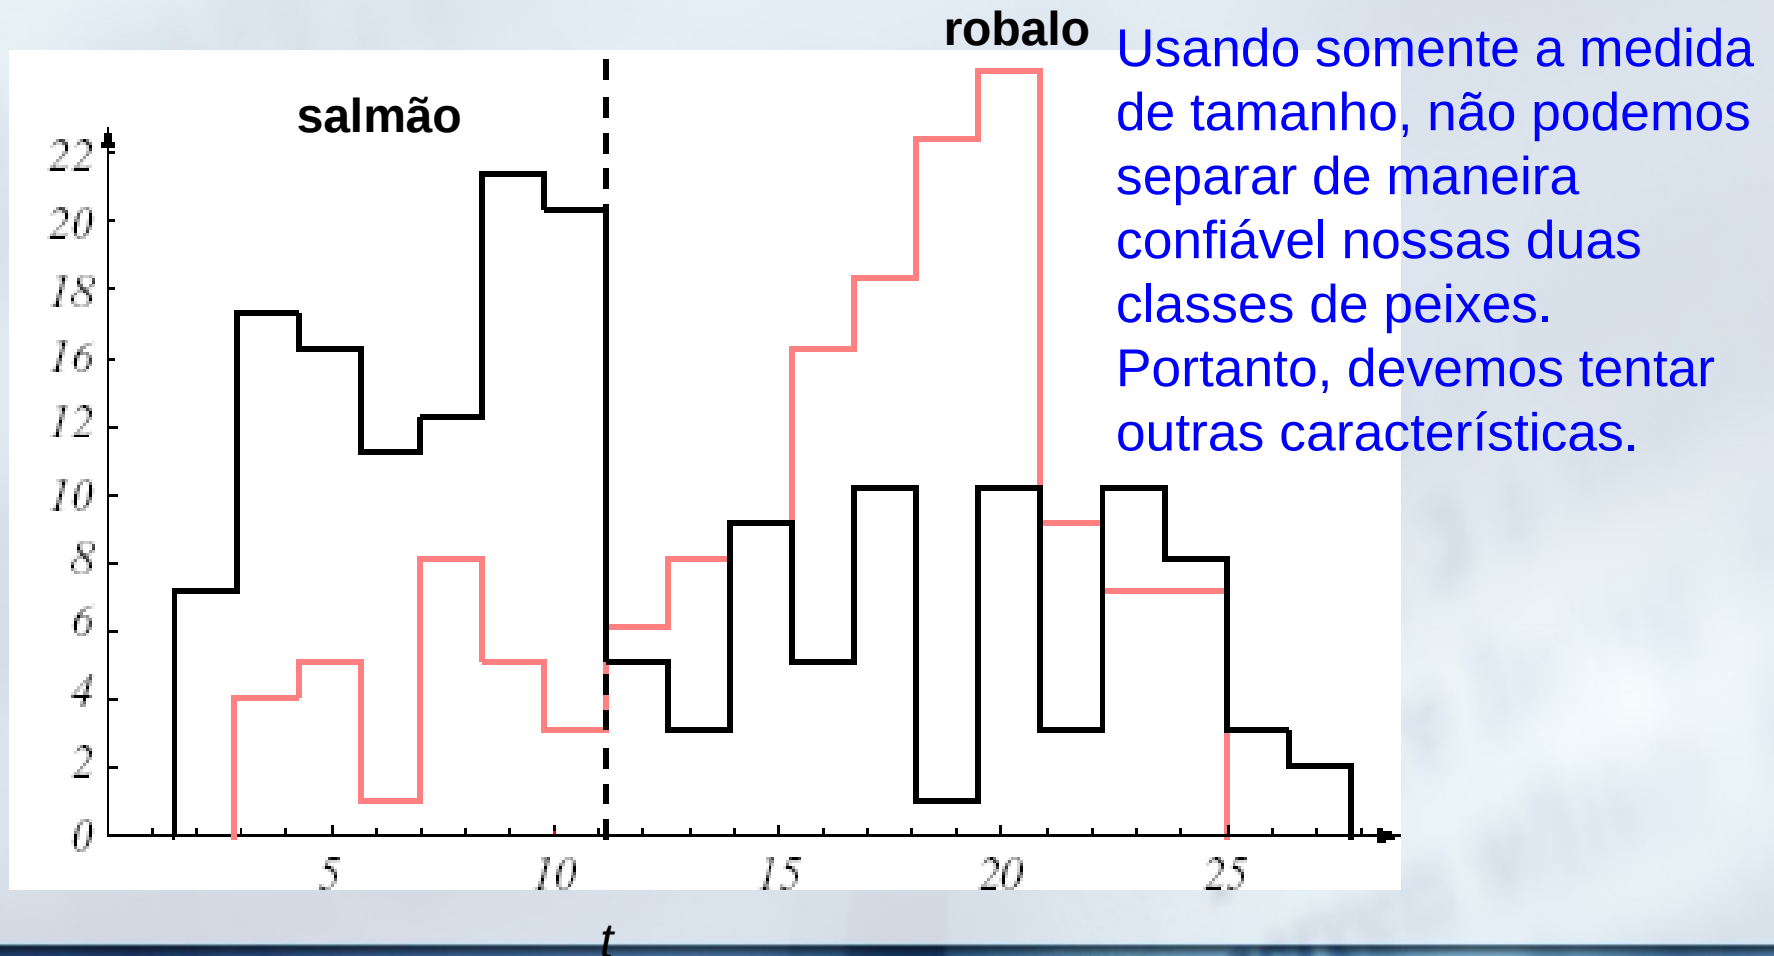 robalo
Usando somente a medida
de tamanho, não podemos
separar de maneira
confiável nossas duas
classes de peixes.
Portanto, devemos tentar
outras características.
salmão
22
20
18
16
12
10
8
6
4
2
0
5 10 15 20 25
t